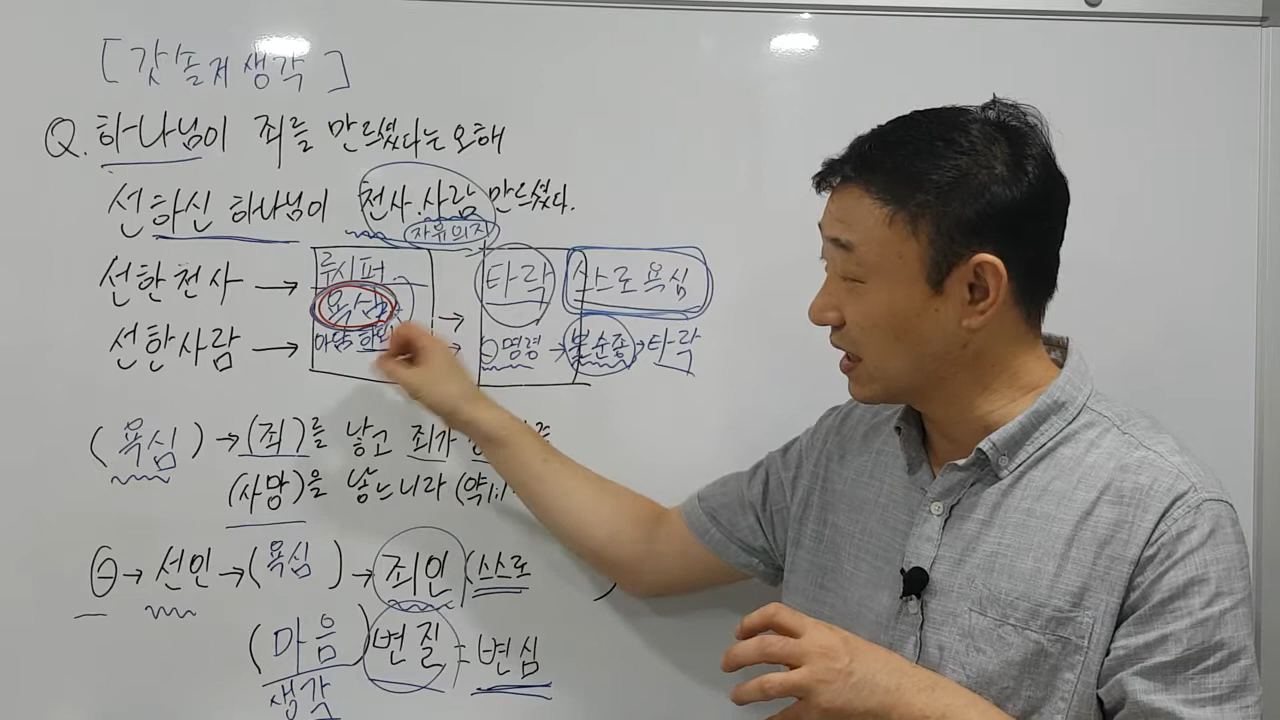 [갓솔저생각]
Q. 하나님이 죄를 만드셨다는 오해
선하신 하나님이 천사.사람 만드셨다.
자유의지
선한천사 → 루시퍼 타락 스스로욕심
욕심
선한사람 → 아담 하와 → ⊖명령 → 불순종 → 타락
(욕심) → (죄)를 낳고 죄가
(사망)을 낳느니라 (약1:1
⊖ → 선인 → (욕심) → 죄인 (스스로
(마음) 변질 = 변심
생각